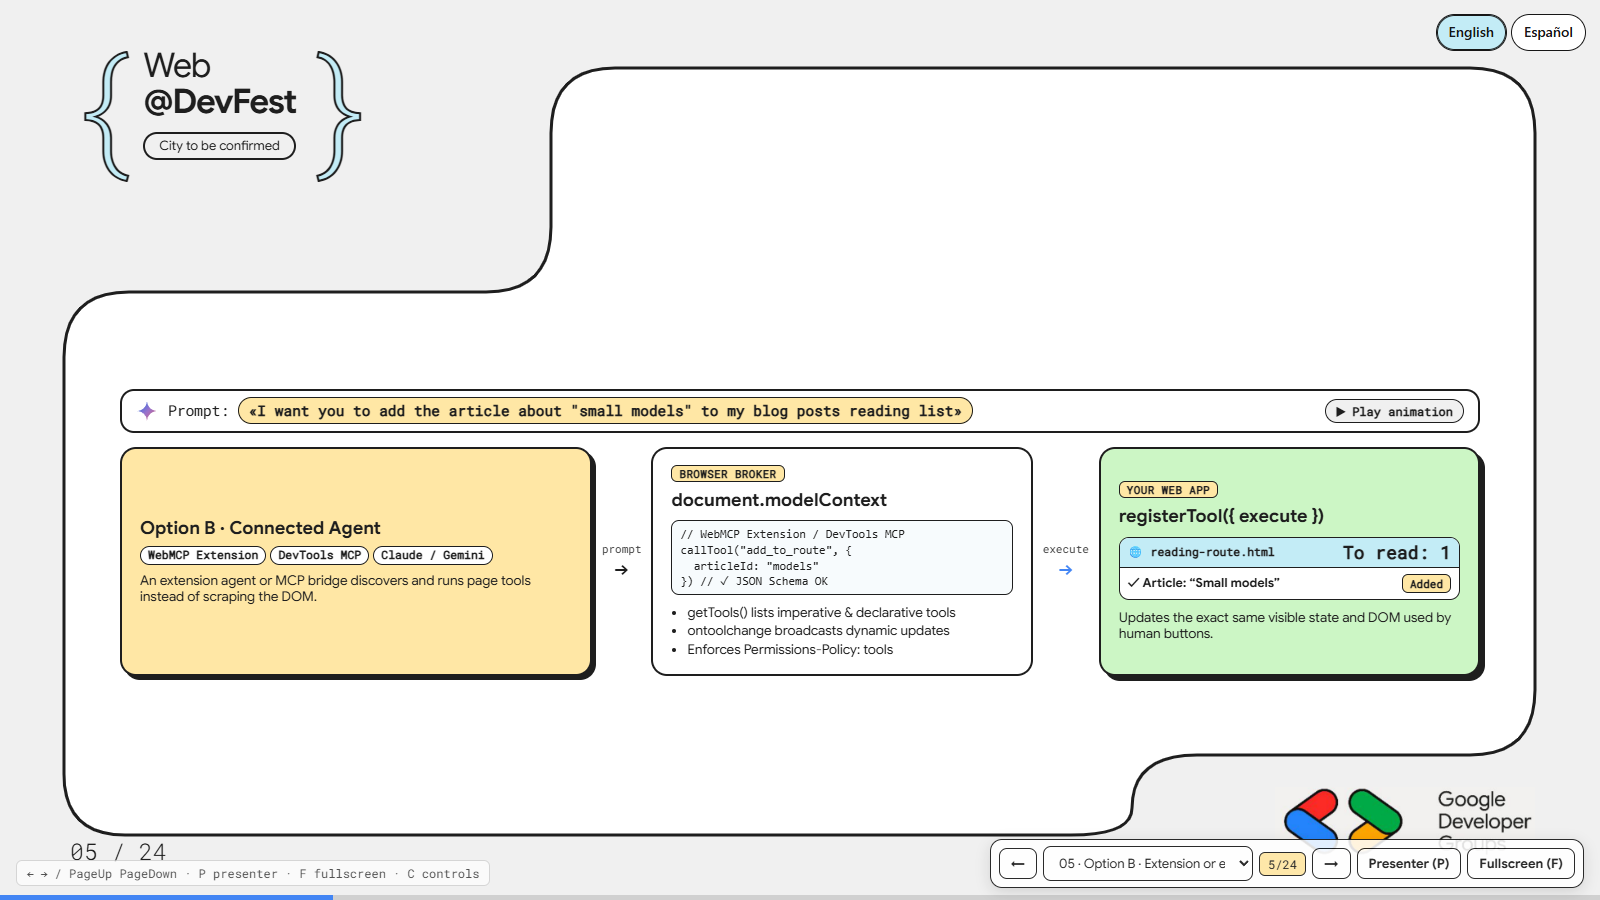 English
Español
Web
@DevFest
City to be confirmed
Prompt:
«I want you to add the article about "small models" to my blog posts reading list»
▶ Play animation
Option B · Connected Agent
WebMCP Extension
DevTools MCP
Claude / Gemini
An extension agent or MCP bridge discovers and runs page tools
instead of scraping the DOM.
prompt
→
BROWSER BROKER
document.modelContext
// WebMCP Extension / DevTools MCP
callTool("add_to_route", {
articleId: "models"
}) // ✓ JSON Schema OK
• getTools() lists imperative & declarative tools
• ontoolchange broadcasts dynamic updates
• Enforces Permissions-Policy: tools
execute
→
YOUR WEB APP
registerTool({ execute })
reading-route.html
To read: 1
✓ Article: “Small models”
Added
Updates the exact same visible state and DOM used by
human buttons.
Google
Developer
Groups
05 / 24
← → / PageUp PageDown · P presenter · F fullscreen · C controls
←
05 · Option B · Extension or e
5/24
→
Presenter (P)
Fullscreen (F)